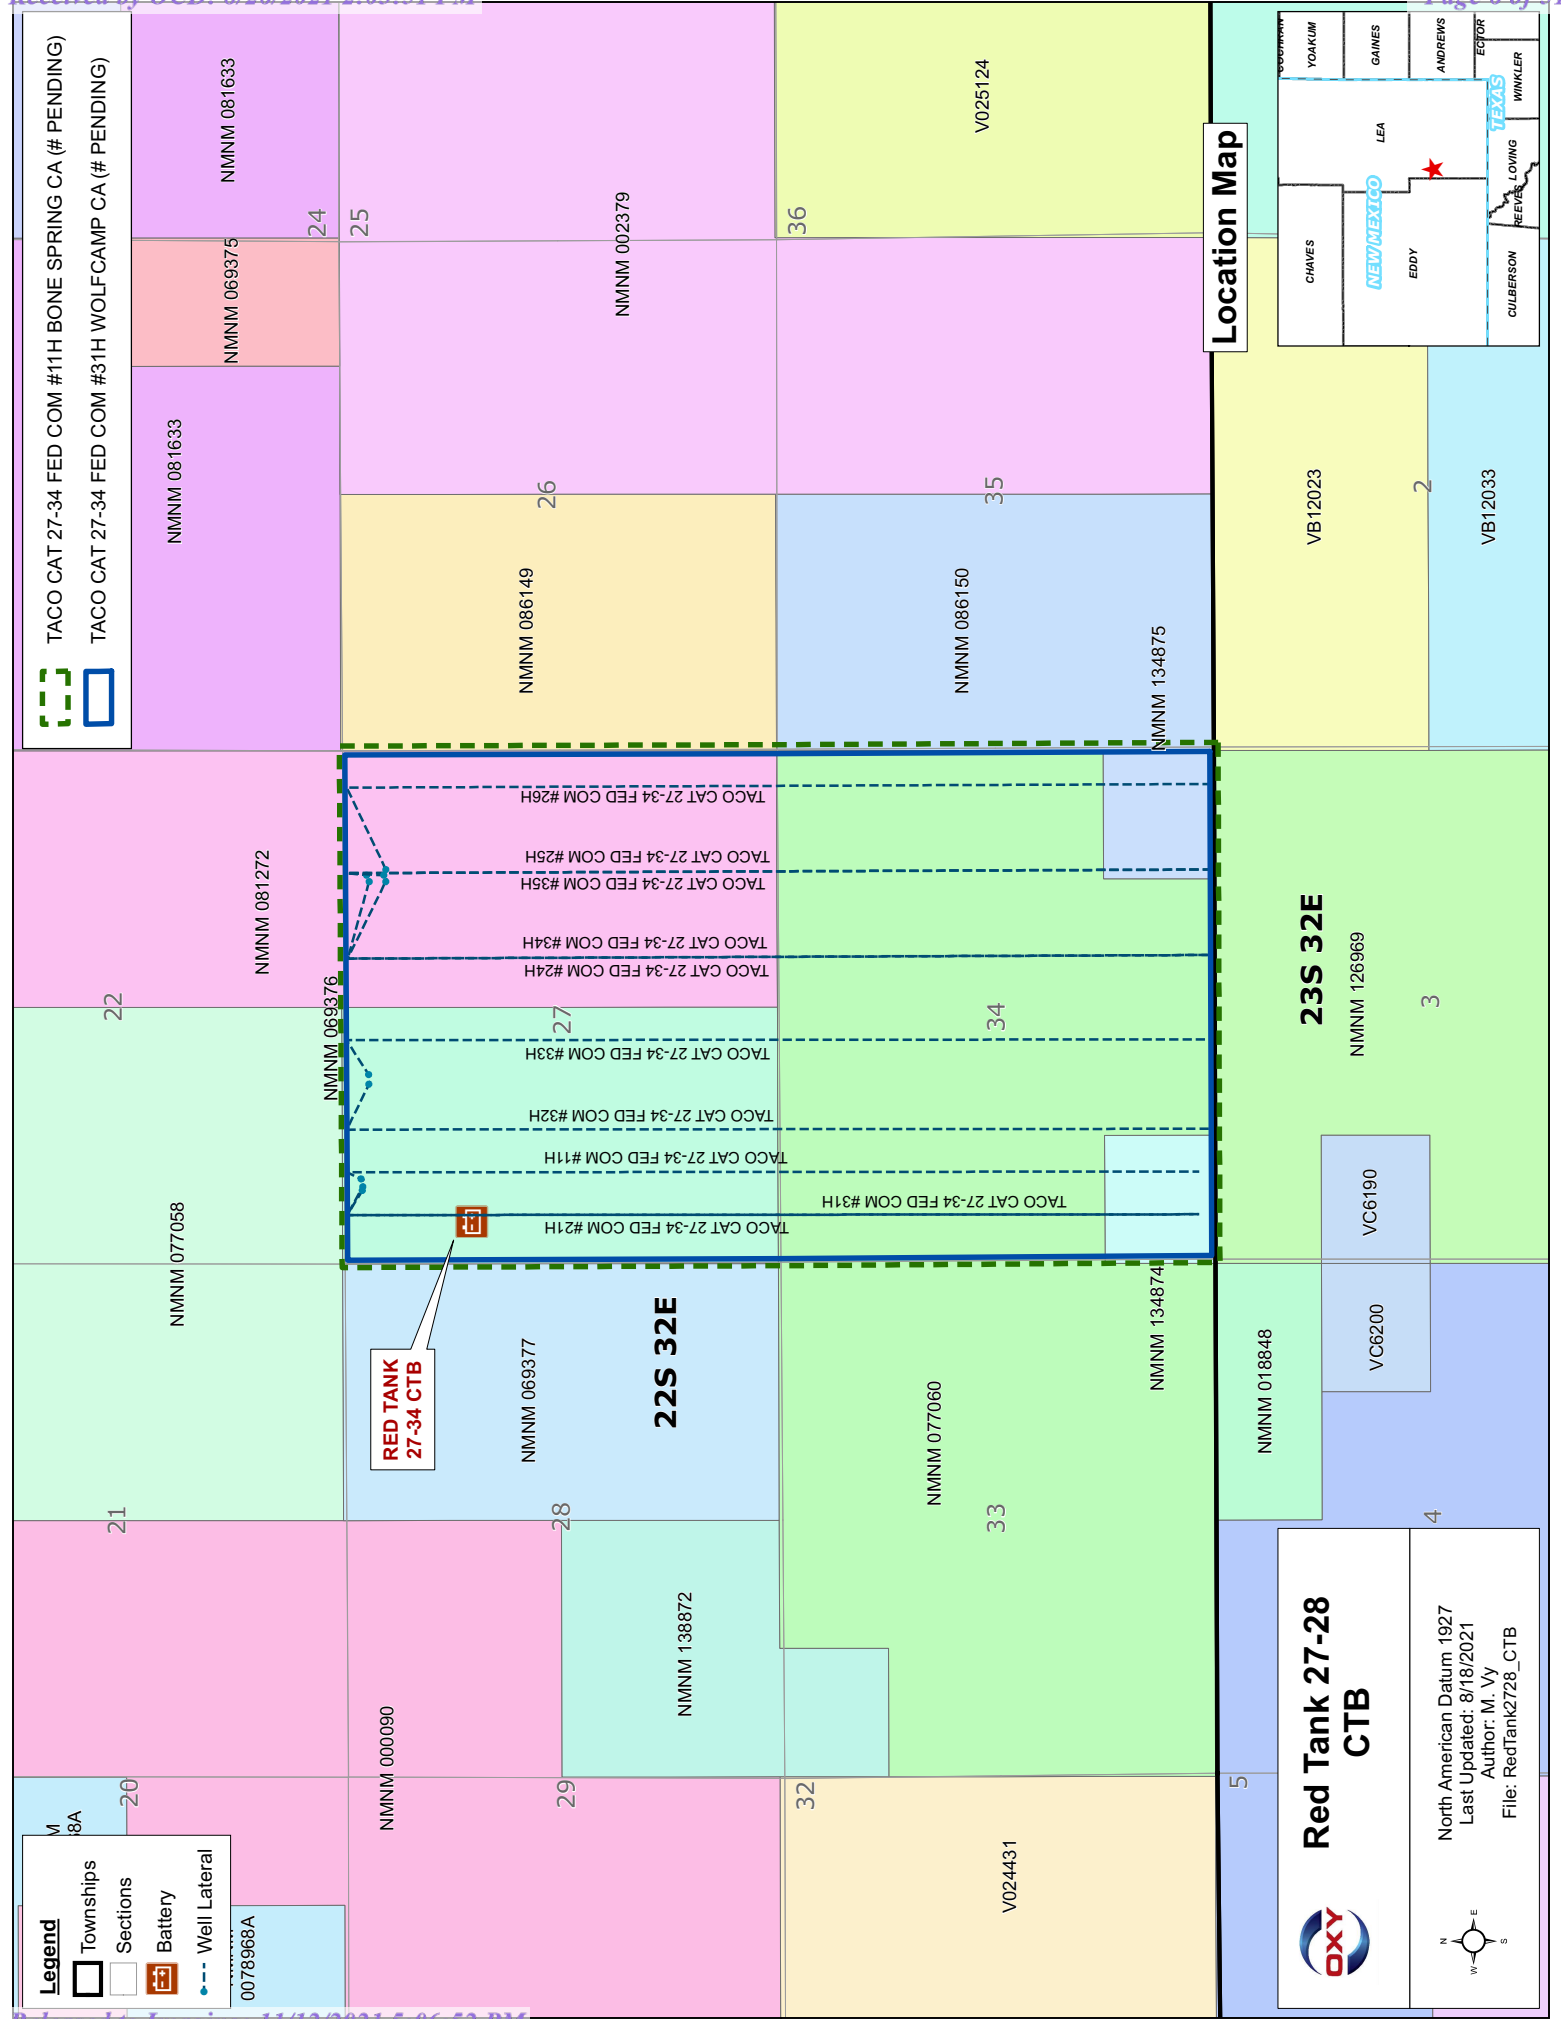 TACO CAT 27-34 FED COM #11H BONE SPRING CA (# PENDING)
TACO CAT 27-34 FED COM #31H WOLFCAMP CA (# PENDING)
NMNM 081633
NMNM 069375
NMNM 081633
24
25
36
NMNM 002379
V025124
26
35
NMNM 086149
NMNM 086150
NMNM 134875
NMNM 081272
22
NMNM 069376
27
34
TACO CAT 27-34 FED COM #26H
TACO CAT 27-34 FED COM #25H
TACO CAT 27-34 FED COM #35H
TACO CAT 27-34 FED COM #34H
TACO CAT 27-34 FED COM #24H
TACO CAT 27-34 FED COM #33H
TACO CAT 27-34 FED COM #32H
TACO CAT 27-34 FED COM #11H
TACO CAT 27-34 FED COM #31H
TACO CAT 27-34 FED COM #21H
RED TANK
27-34 CTB
NMNM 077058
21
NMNM 069377
22S 32E
28
NMNM 077060
33
NMNM 134874
NMNM 138872
NMNM 000090
20
29
32
V024431
5
4
NMNM 018848
VC6200
VC6190
3
23S 32E
NMNM 126969
2
VB12023
VB12033
Location Map
YOAKUM
GAINES
ANDREWS
ECTOR
WINKLER
TEXAS
LEA
LOVING
REEVES
NEW MEXICO
CHAVES
EDDY
CULBERSON
Legend
Townships
Sections
Battery
Well Lateral
0078968A
OXY
Red Tank 27-28
CTB
N
W
E
S
North American Datum 1927
Last Updated: 8/18/2021
Author: M. Vy
File: RedTank2728_CTB